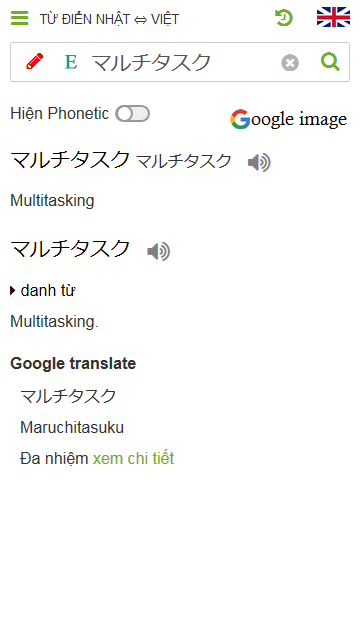 TỪ ĐIỂN NHẬT ⇔ VIỆT
E マルチタスク
Hiện Phonetic
Google image
マルチタスク マルチタスク
Multitasking
マルチタスク
danh từ
Multitasking.
Google translate
マルチタスク
Maruchitasuku
Đa nhiệm xem chi tiết